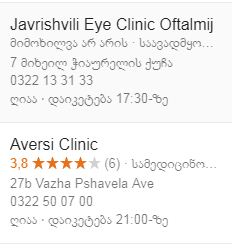 Javrishvili Eye Clinic Oftalmij
მიმოხილვა არ არის · საავადმყო...
7 მიხეილ ჭიაურელის ქუჩა
0322 13 31 33
ღიაა · დაიკეტება 17:30-ზე
Aversi Clinic
3,8 ★★★★★ (6) · სამედიცინო...
27b Vazha Pshavela Ave
0322 50 07 00
ღიაა · დაიკეტება 21:00-ზე